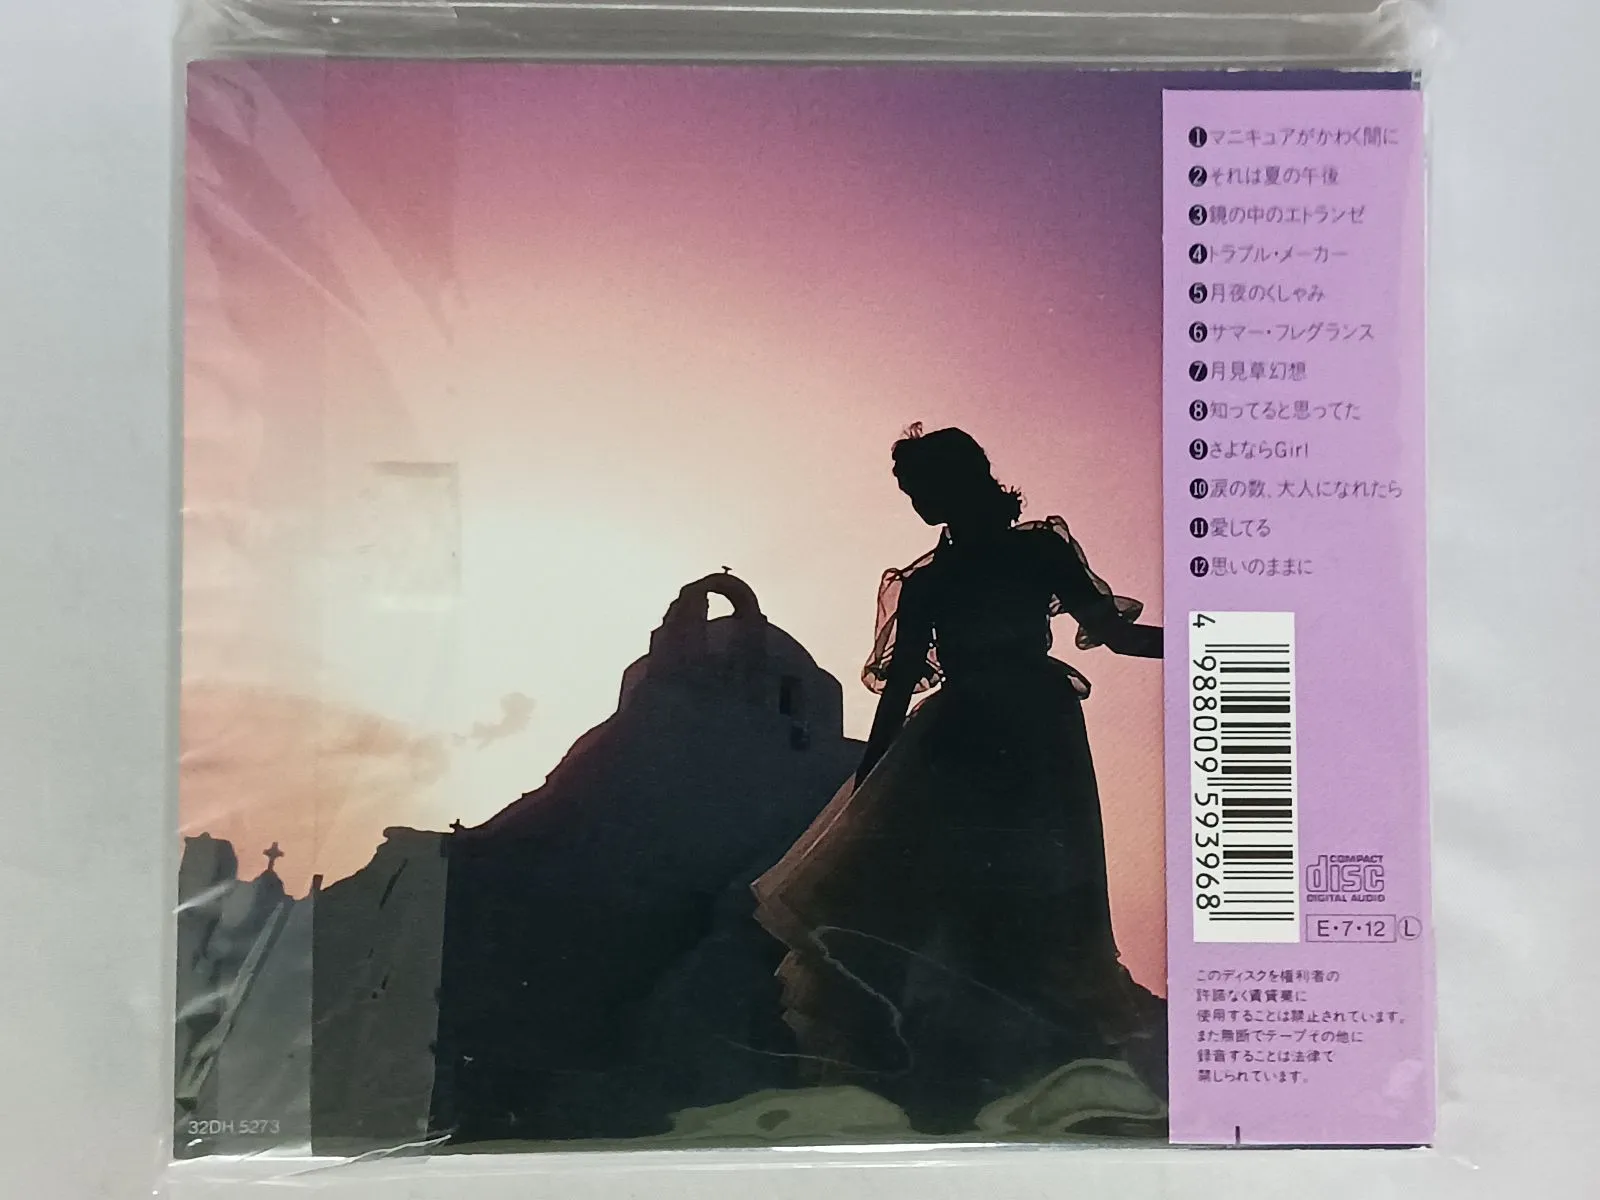 ❶マニキュアがかわく間に
❷それは夏の午後
❸鏡の中のエトランゼ
❹トラブル・メーカー
❺月夜のくしゃみ
❻サマー・フレグランス
❼月見草幻想
❽知ってると思ってた
❾さよならGirl
❿涙の数、大人になれたら
⓫愛してる
⓬思いのままに
4 988009 593968
COMPACT
disc
DIGITAL AUDIO
E・7・12 Ⓛ
このディスクを権利者の
許諾なく賃貸業に
使用することは禁止されています。
また無断でテープその他に
録音することは法律で
禁じられています。
32DH 5273